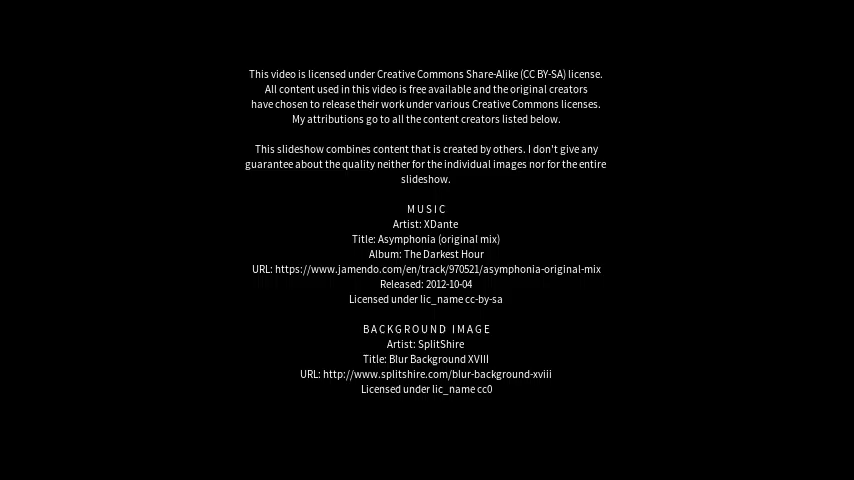 This video is licensed under Creative Commons Share-Alike (CC BY-SA) license.
All content used in this video is free available and the original creators
have chosen to release their work under various Creative Commons licenses.
My attributions go to all the content creators listed below.
This slideshow combines content that is created by others. I don't give any
guarantee about the quality neither for the individual images nor for the entire
slideshow.
MUSIC
Artist: XDante
Title: Asymphonia (original mix)
Album: The Darkest Hour
URL: https://www.jamendo.com/en/track/970521/asymphonia-original-mix
Released: 2012-10-04
Licensed under lic_name cc-by-sa
BACKGROUND IMAGE
Artist: SplitShire
Title: Blur Background XVIII
URL: http://www.splitshire.com/blur-background-xviii
Licensed under lic_name cc0